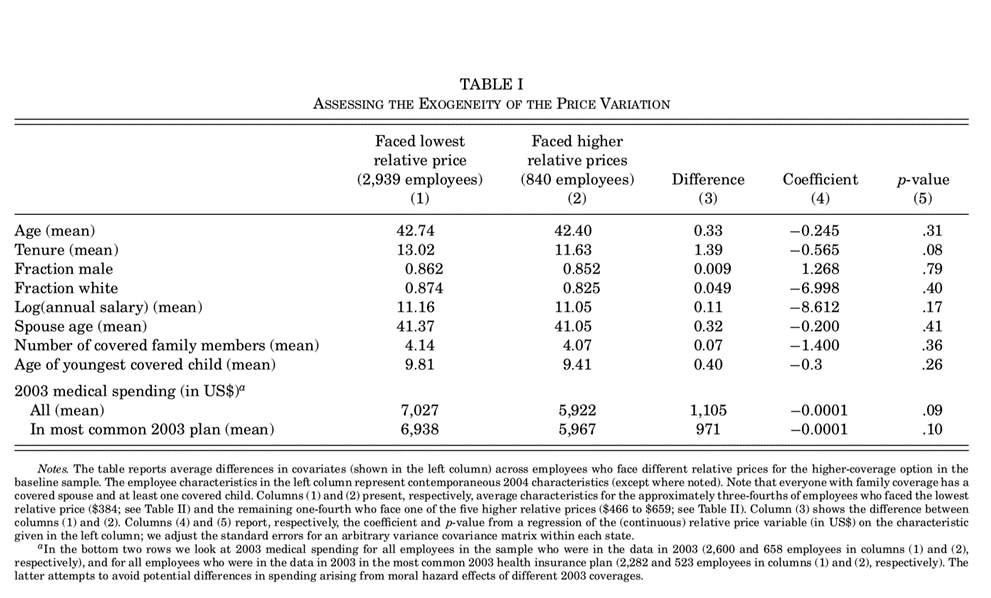 TABLE I
ASSESSING THE EXOGENEITY OF THE PRICE VARIATION
Faced lowest relative price (2,939 employees) (1) Faced higher relative prices (840 employees) (2) Difference (3) Coefficient (4) p-value (5)
Age (mean) 42.74 42.40 0.33 −0.245 .31
Tenure (mean) 13.02 11.63 1.39 −0.565 .08
Fraction male 0.862 0.852 0.009 1.268 .79
Fraction white 0.874 0.825 0.049 −6.998 .40
Log(annual salary) (mean) 11.16 11.05 0.11 −8.612 .17
Spouse age (mean) 41.37 41.05 0.32 −0.200 .41
Number of covered family members (mean) 4.14 4.07 0.07 −1.400 .36
Age of youngest covered child (mean) 9.81 9.41 0.40 −0.3 .26
2003 medical spending (in US$)a
All (mean) 7,027 5,922 1,105 −0.0001 .09
In most common 2003 plan (mean) 6,938 5,967 971 −0.0001 .10
Notes. The table reports average differences in covariates (shown in the left column) across employees who face different relative prices for the higher-coverage option in the
baseline sample. The employee characteristics in the left column represent contemporaneous 2004 characteristics (except where noted). Note that everyone with family coverage has a
covered spouse and at least one covered child. Columns (1) and (2) present, respectively, average characteristics for the approximately three-fourths of employees who faced the lowest
relative price ($384; see Table II) and the remaining one-fourth who face one of the five higher relative prices ($466 to $659; see Table II). Column (3) shows the difference between
columns (1) and (2). Columns (4) and (5) report, respectively, the coefficient and p-value from a regression of the (continuous) relative price variable (in US$) on the characteristic
given in the left column; we adjust the standard errors for an arbitrary variance covariance matrix within each state.
aIn the bottom two rows we look at 2003 medical spending for all employees in the sample who were in the data in 2003 (2,600 and 658 employees in columns (1) and (2),
respectively), and for all employees who were in the data in 2003 in the most common 2003 health insurance plan (2,282 and 523 employees in columns (1) and (2), respectively). The
latter attempts to avoid potential differences in spending arising from moral hazard effects of different 2003 coverages.